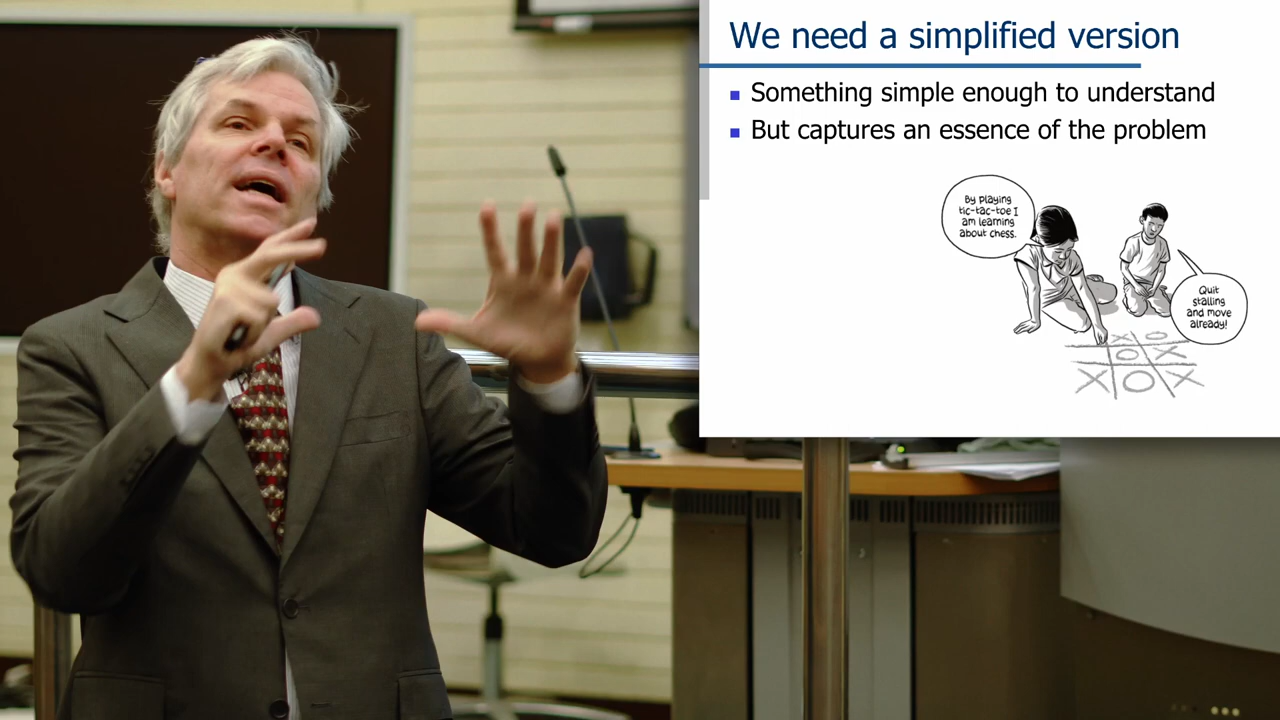 We need a simplified version
Something simple enough to understand
But captures an essence of the problem
By playing
tic-tac-toe I
am learning
about chess.
Quit
stalling
and move
already!
X O
O X
X O X